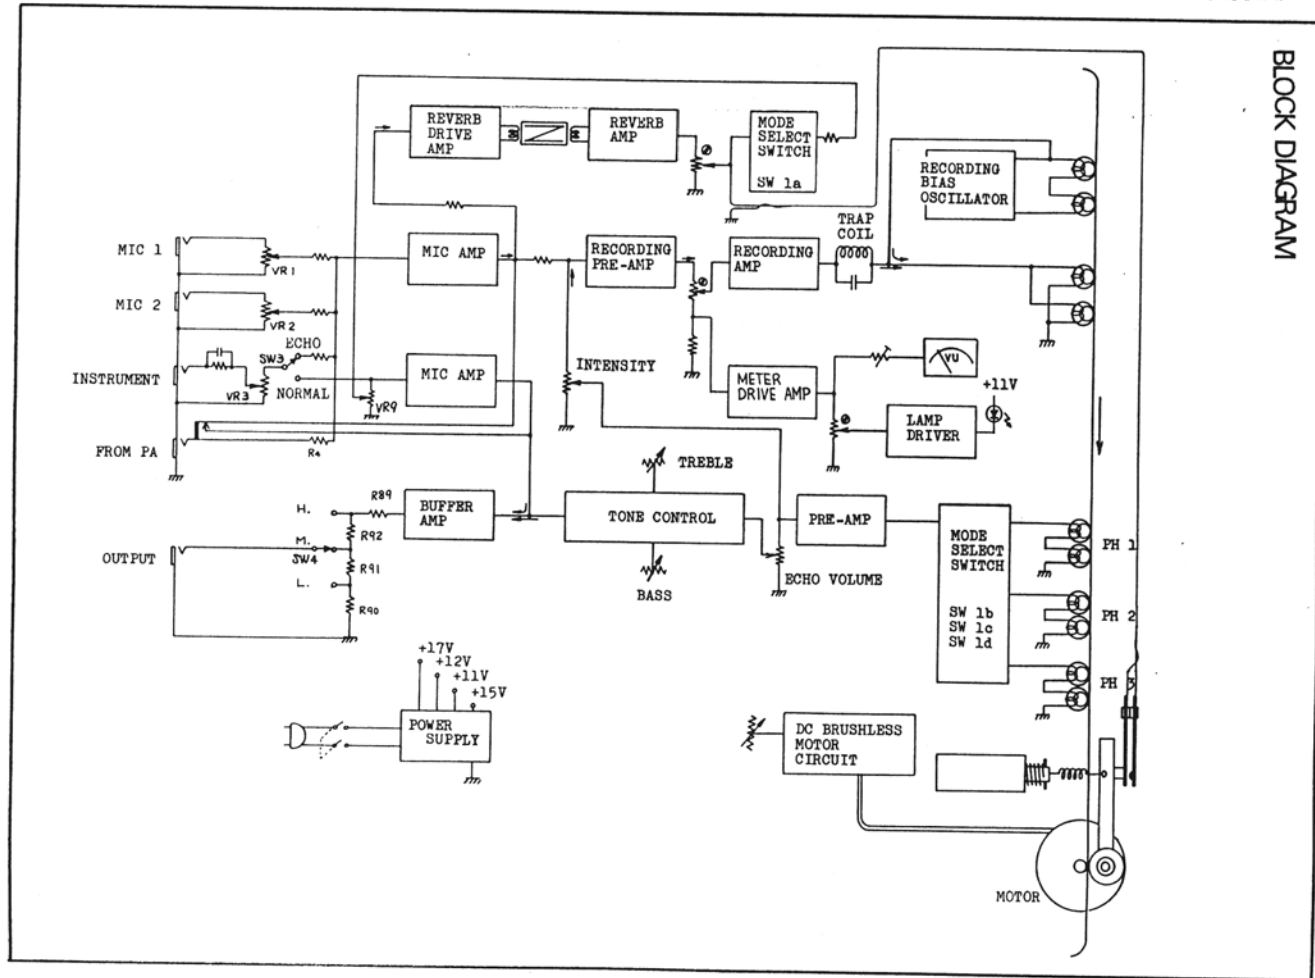 BLOCK DIAGRAM
REVERB
DRIVE
AMP
REVERB
AMP
MODE
SELECT
SWITCH
SW 1a
RECORDING
BIAS
OSCILLATOR
TRAP
COIL
MIC 1
VR1
MIC AMP
RECORDING
PRE-AMP
RECORDING
AMP
MIC 2
VR2
ECHO
SW3
INSTRUMENT
VR3
NORMAL
VR9
MIC AMP
INTENSITY
METER
DRIVE AMP
VU
+11V
LAMP
DRIVER
FROM PA
R4
TREBLE
H.
R89
BUFFER
AMP
TONE CONTROL
PRE-AMP
MODE
SELECT
SWITCH
SW 1b
SW 1c
SW 1d
PH 1
R92
M.
SW4
OUTPUT
R91
L.
R90
BASS
ECHO VOLUME
PH 2
PH 3
+17V
+12V
+11V
+15V
POWER
SUPPLY
DC BRUSHLESS
MOTOR
CIRCUIT
MOTOR